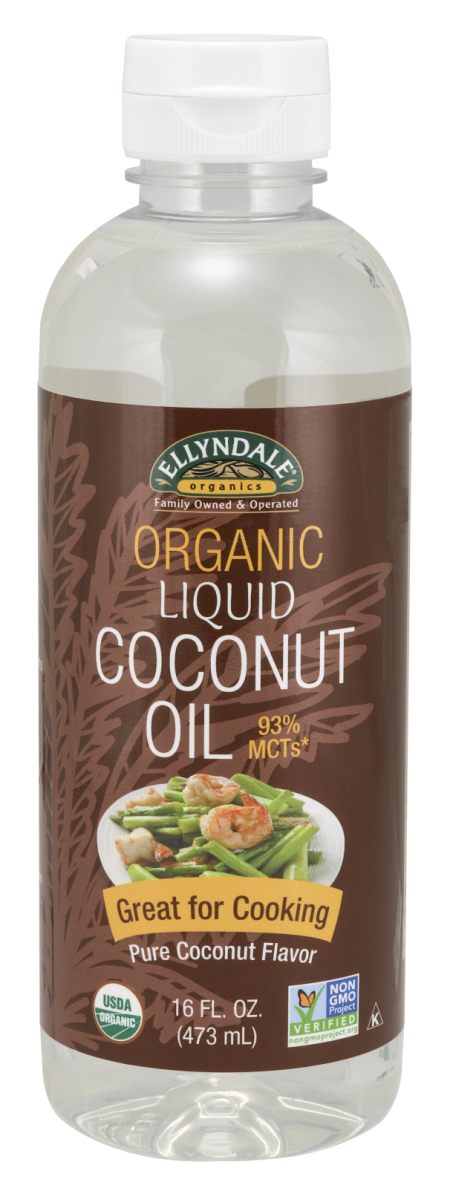 ELLYNDALE®
organics
Family Owned & Operated
ORGANIC
LIQUID
COCONUT
OIL
93%
MCTs*
Great for Cooking
Pure Coconut Flavor
USDA
ORGANIC
16 FL. OZ.
(473 mL)
NON
GMO
Project
VERIFIED
nongmoproject.org
K